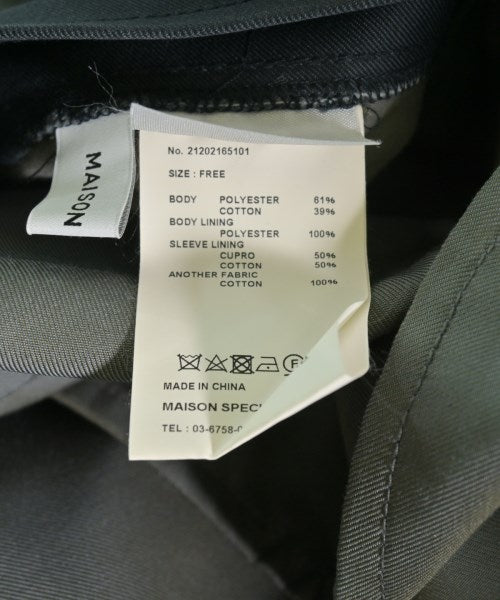 MAISON
No. 21202165101
SIZE : FREE
BODY POLYESTER 61%
COTTON 39%
BODY LINING
POLYESTER 100%
SLEEVE LINING
CUPRO 50%
COTTON 50%
ANOTHER FABRIC
COTTON 100%
MADE IN CHINA
MAISON SPEC
TEL : 03-6758-0